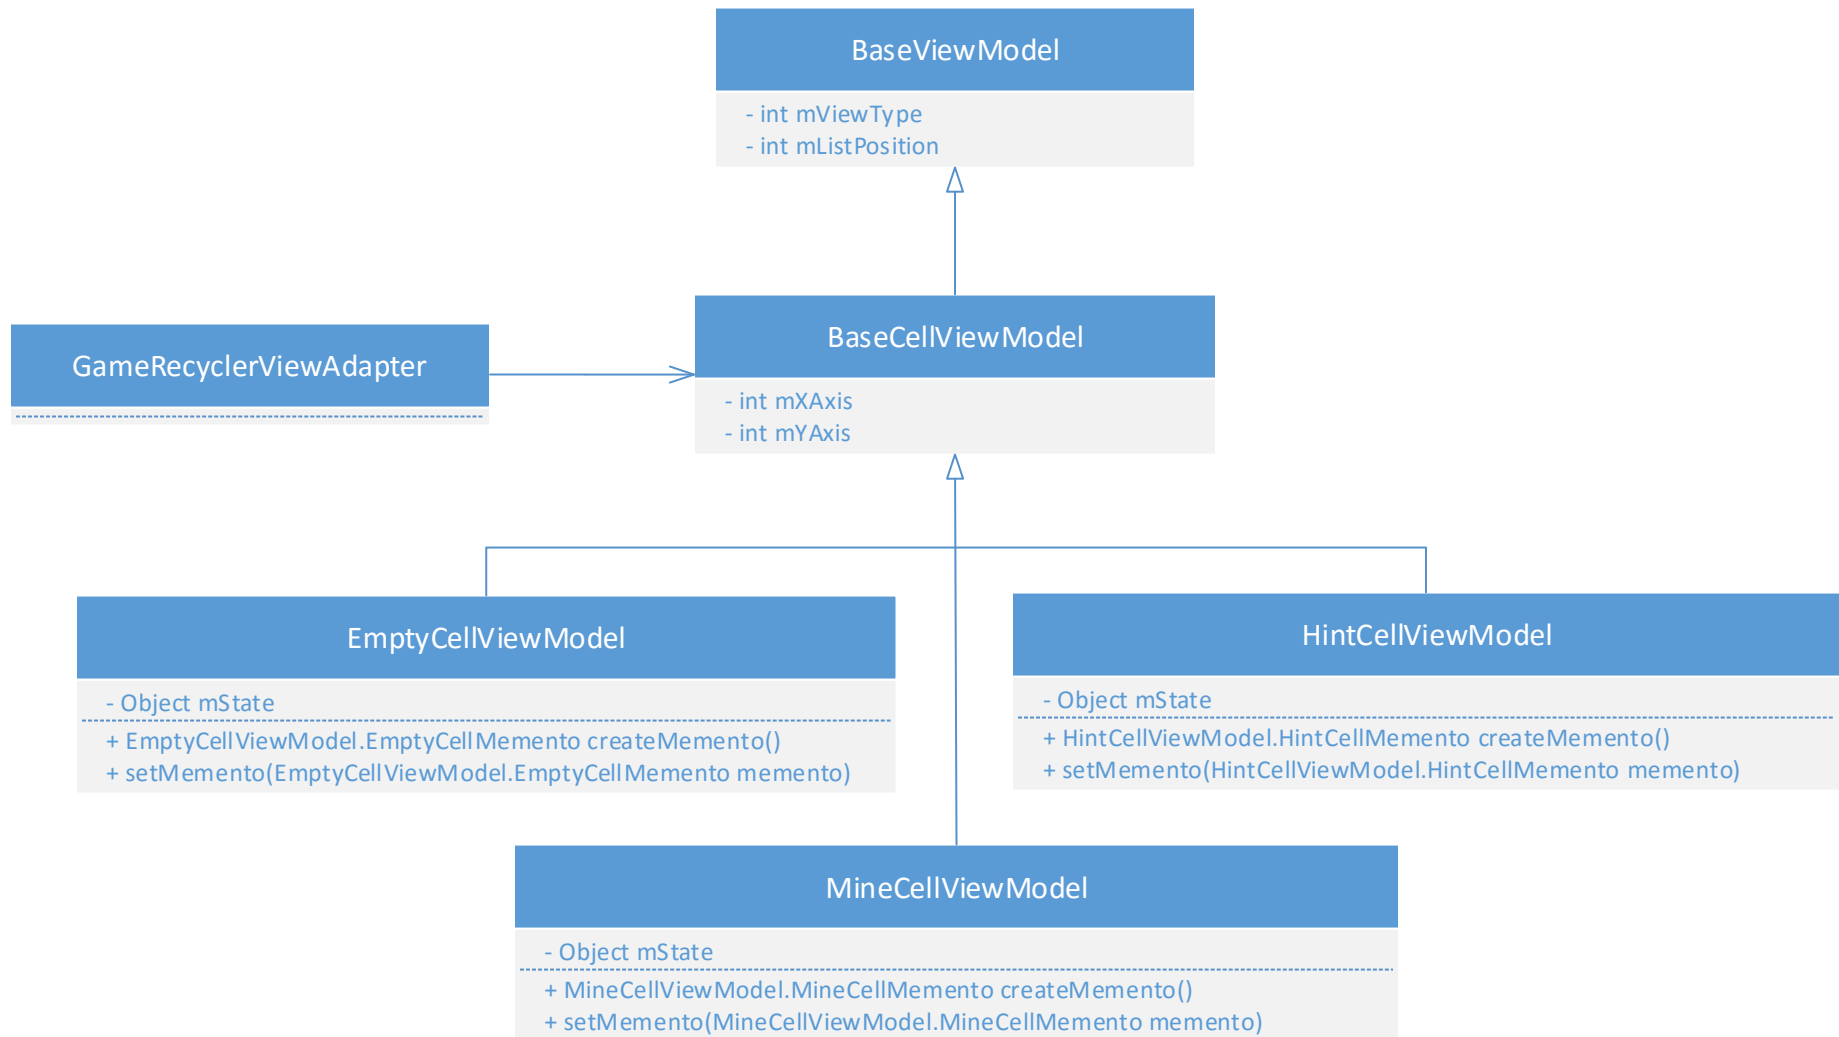 BaseViewModel
- int mViewType
- int mListPosition
GameRecyclerViewAdapter
BaseCellViewModel
- int mXAxis
- int mYAxis
EmptyCellViewModel
- Object mState
+ EmptyCellViewModel.EmptyCellMemento createMemento()
+ setMemento(EmptyCellViewModel.EmptyCellMemento memento)
HintCellViewModel
- Object mState
+ HintCellViewModel.HintCellMemento createMemento()
+ setMemento(HintCellViewModel.HintCellMemento memento)
MineCellViewModel
- Object mState
+ MineCellViewModel.MineCellMemento createMemento()
+ setMemento(MineCellViewModel.MineCellMemento memento)